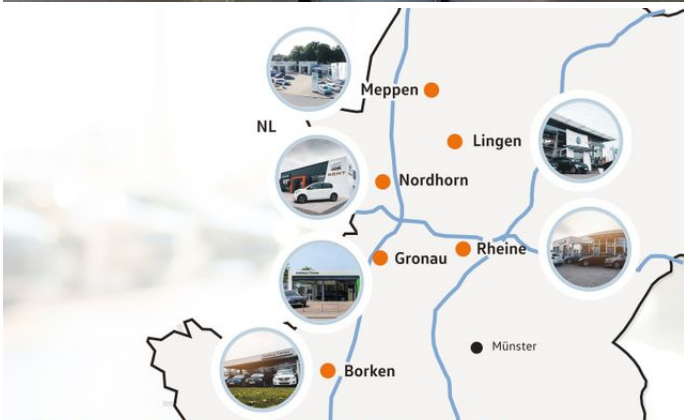 Meppen
NL
Lingen
Nordhorn
Gronau
Rheine
Münster
Borken